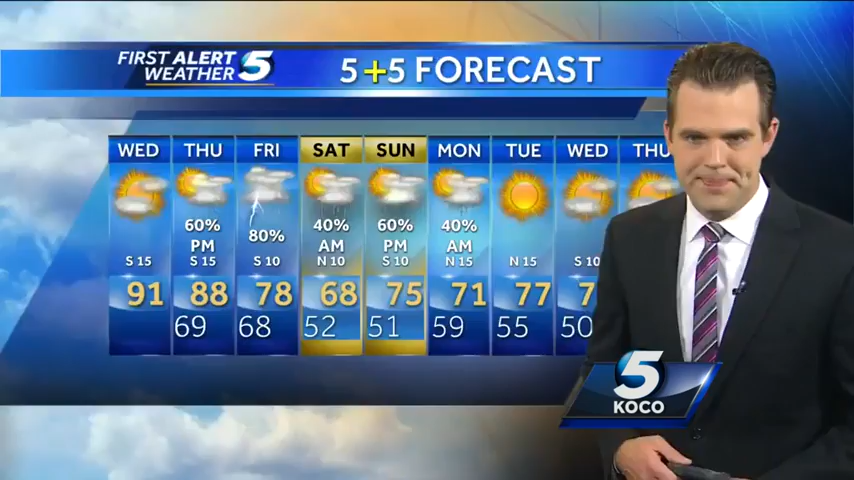 FIRST ALERT
WEATHER 5
5+5 FORECAST
WED THU FRI SAT SUN MON TUE WED THU
60% 80% 40% 60% 40%
PM AM PM AM
S 15 S 15 S 10 N 10 S 10 N 15 N 15 S 10
91 88 78 68 75 71 77
69 68 52 51 59 55 50
5
KOCO